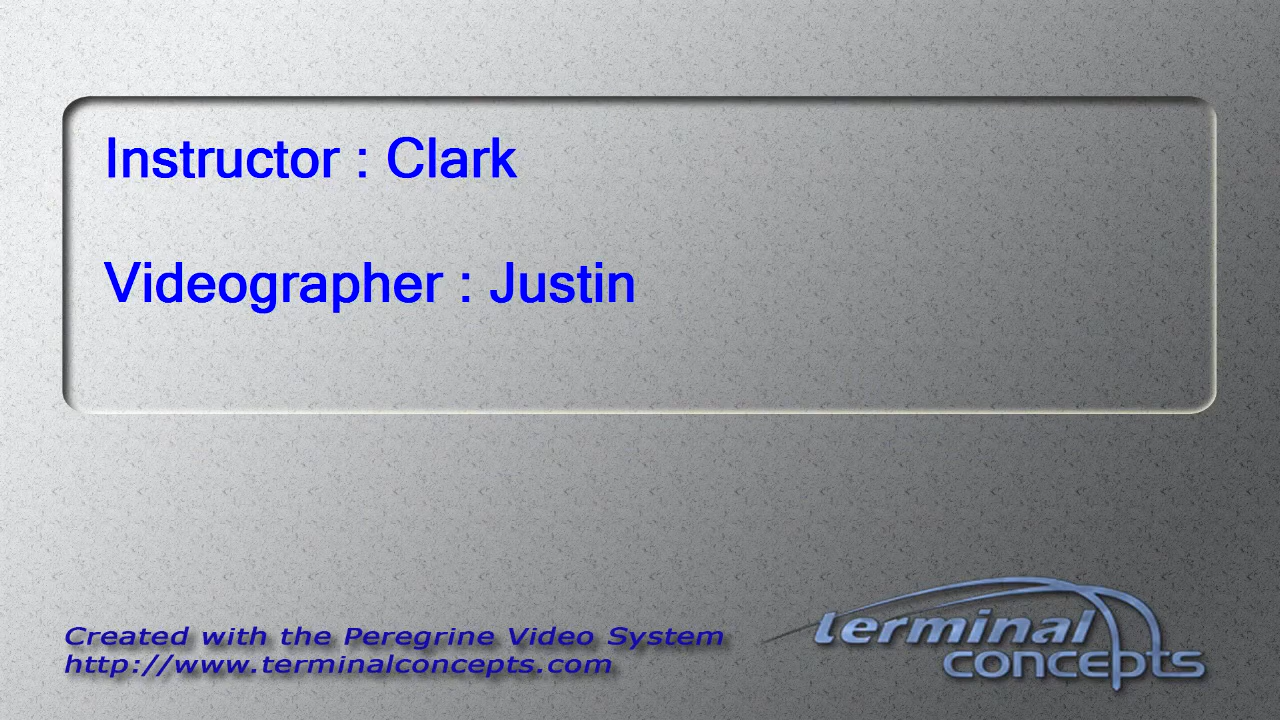 Instructor : Clark
Videographer : Justin
Created with the Peregrine Video System
http://www.terminalconcepts.com
terminal
concepts